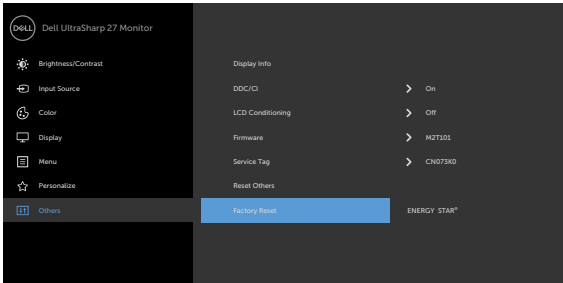 DELL Dell UltraSharp 27 Monitor
Brightness/Contrast
Input Source
Color
Display
Menu
Personalize
Others
Display Info
DDC/CI > On
LCD Conditioning > Off
Firmware > M2T101
Service Tag > CN073K0
Reset Others
Factory Reset ENERGY STAR®